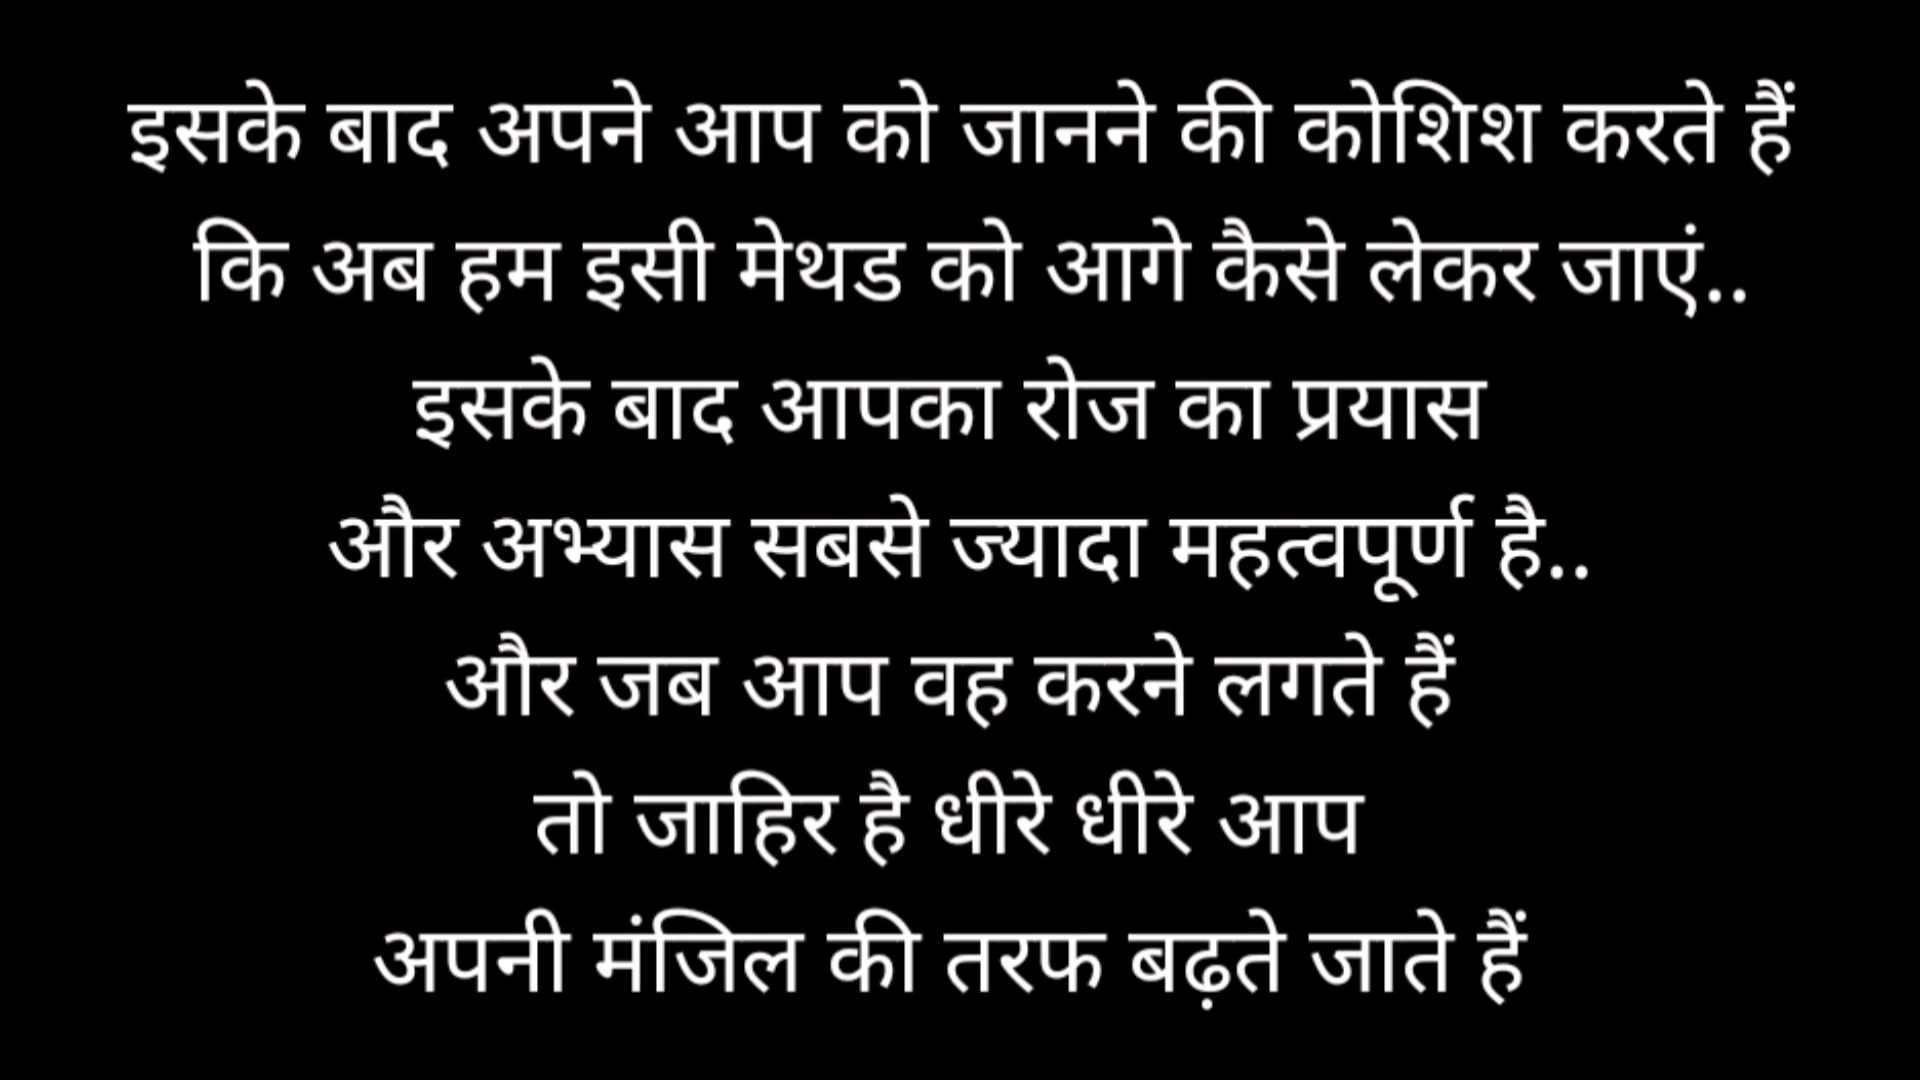 इसके बाद अपने आप को जानने की कोशिश करते हैं
कि अब हम इसी मेथड को आगे कैसे लेकर जाएं..
इसके बाद आपका रोज का प्रयास
और अभ्यास सबसे ज्यादा महत्वपूर्ण है..
और जब आप वह करने लगते हैं
तो जाहिर है धीरे धीरे आप
अपनी मंजिल की तरफ बढ़ते जाते हैं